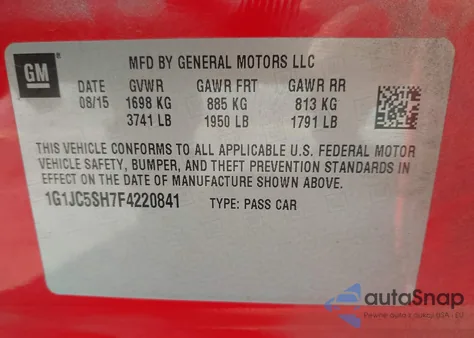 GM
MFD BY GENERAL MOTORS LLC
DATE GVWR GAWR FRT GAWR RR
08/15 1698 KG 885 KG 813 KG
3741 LB 1950 LB 1791 LB
THIS VEHICLE CONFORMS TO ALL APPLICABLE U.S. FEDERAL MOTOR
VEHICLE SAFETY, BUMPER, AND THEFT PREVENTION STANDARDS IN
EFFECT ON THE DATE OF MANUFACTURE SHOWN ABOVE.
1G1JC5SH7F4220841 TYPE: PASS CAR
autoSnap